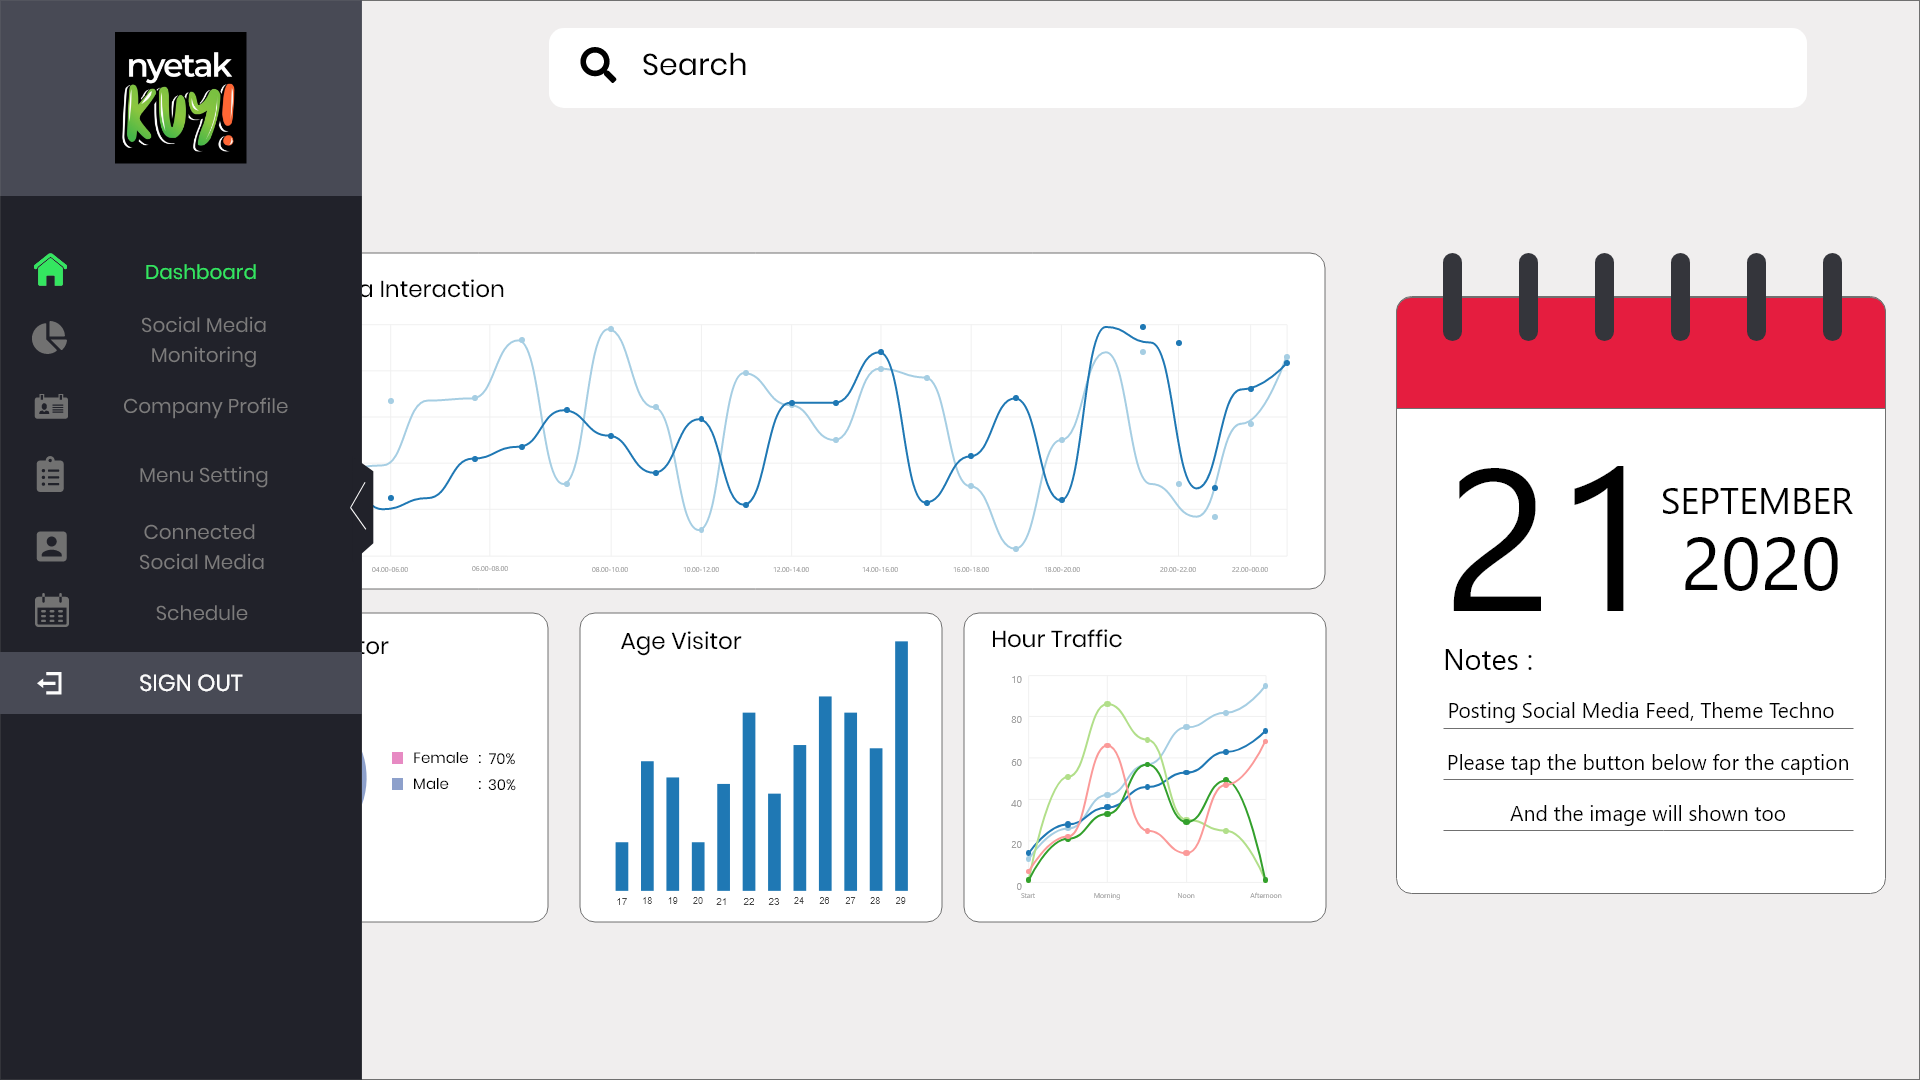 nyetak
KUY!
Search
Dashboard
Social Media
Monitoring
Company Profile
Menu Setting
Connected
Social Media
Schedule
SIGN OUT
a Interaction
04.00-06.00 06.00-08.00 08.00-10.00 10.00-12.00 12.00-14.00 14.00-16.00 16.00-18.00 18.00-20.00 20.00-22.00 22.00-00.00
tor
Female : 70%
Male : 30%
Age Visitor
17 18 19 20 21 22 23 24 26 27 28 29
Hour Traffic
10
80
60
40
20
0
Start Morning Noon Afternoon
21
SEPTEMBER
2020
Notes :
Posting Social Media Feed, Theme Techno
Please tap the button below for the caption
And the image will shown too